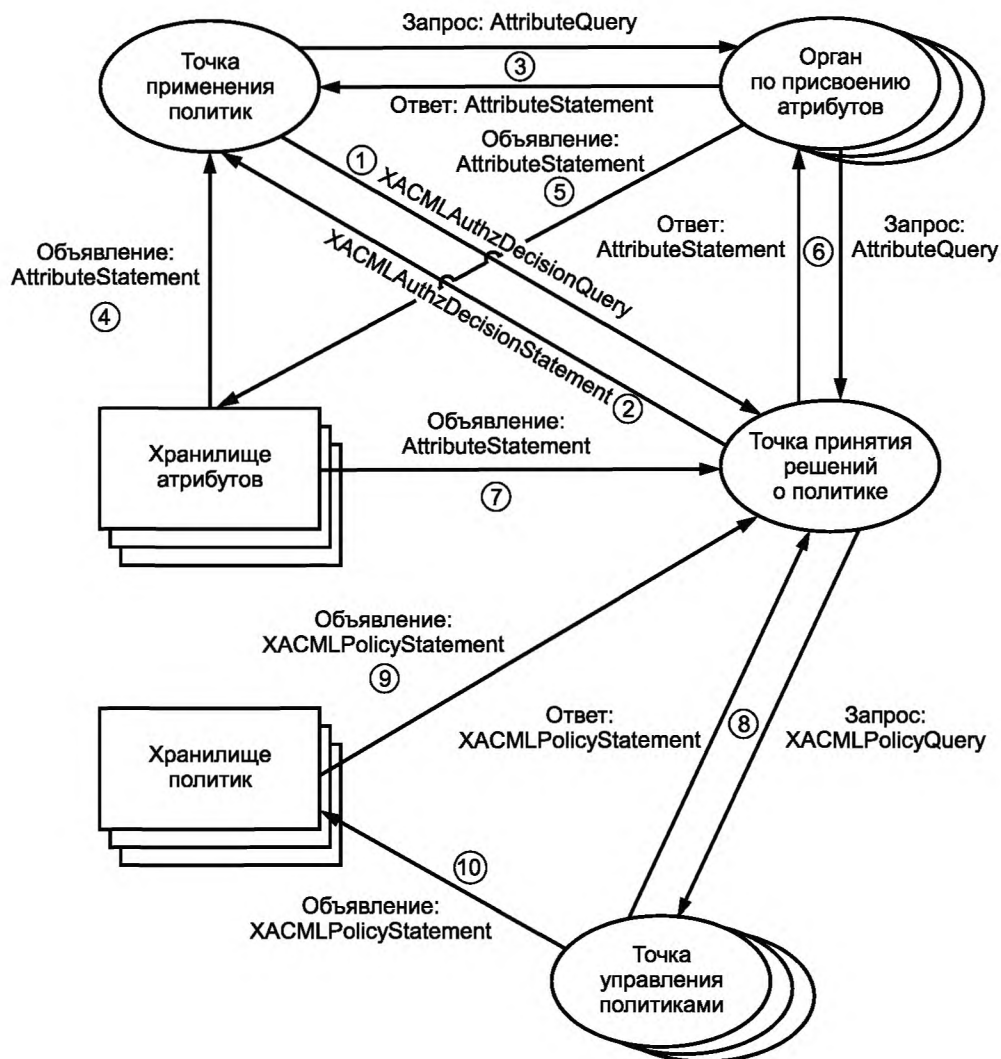 Запрос: AttributeQuery
Точка
применения
политик
③
Орган
по присвоению
атрибутов
Ответ: AttributeStatement
Объявление:
AttributeStatement
⑤
① XACMLAuthzDecisionQuery
XACMLAuthzDecisionStatement ②
Объявление:
AttributeStatement
④
Ответ:
AttributeStatement
⑥
Запрос:
AttributeQuery
Хранилище
атрибутов
Объявление:
AttributeStatement
⑦
Точка принятия
решений
о политике
Объявление:
XACMLPolicyStatement
⑨
Ответ:
XACMLPolicyStatement
⑧
Запрос:
XACMLPolicyQuery
Хранилище
политик
⑩
Объявление:
XACMLPolicyStatement
Точка
управления
политиками